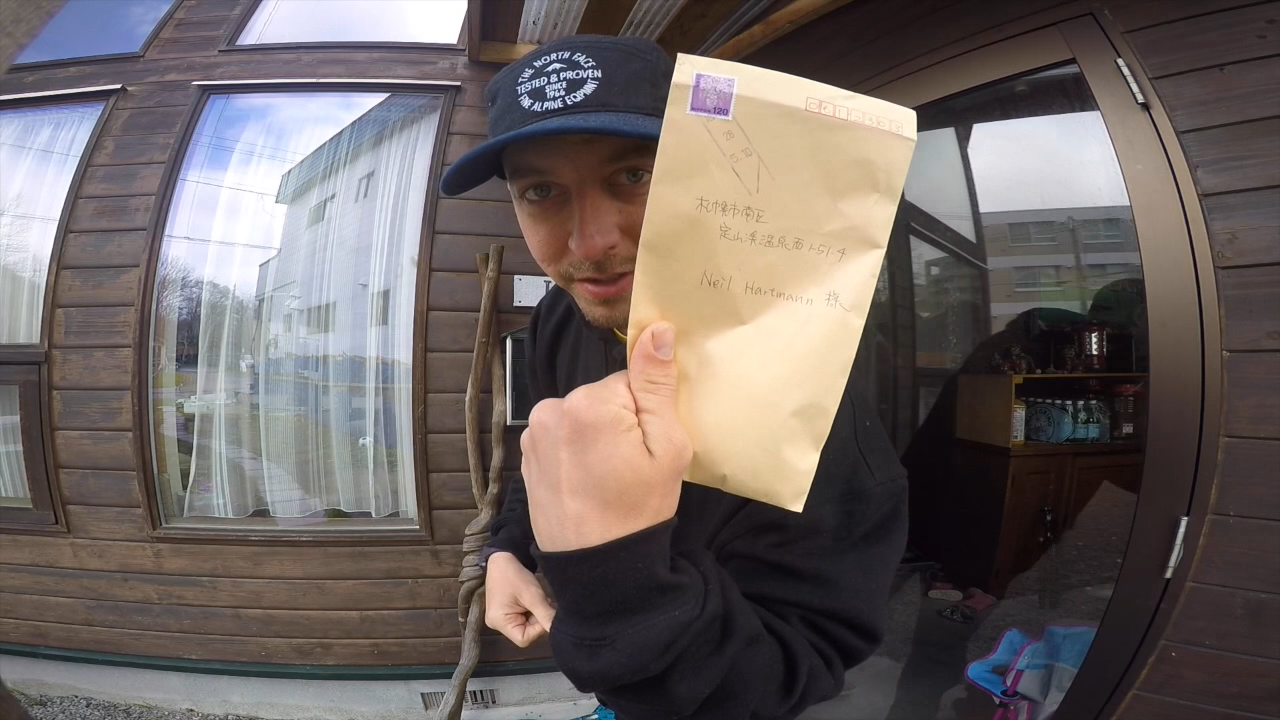 THE NORTH FACE
TESTED & PROVEN
SINCE
1966
FINE ALPINE EQPMNT
120
札幌市南区
定山渓温泉西1-51-4
Neil Hartmann 様